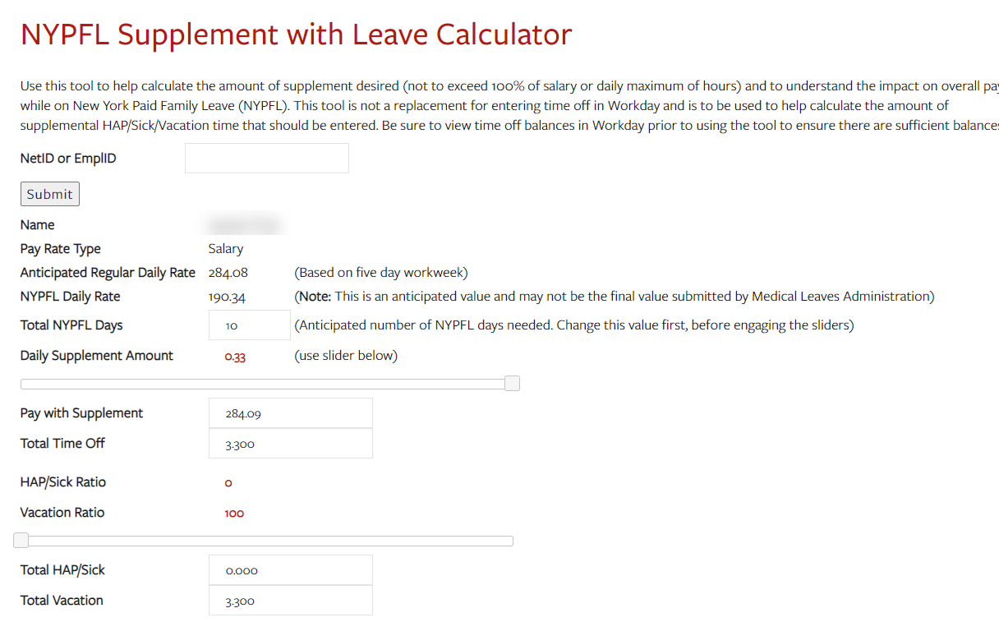 NYPFL Supplement with Leave Calculator
Use this tool to help calculate the amount of supplement desired (not to exceed 100% of salary or daily maximum of hours) and to understand the impact on overall pay
while on New York Paid Family Leave (NYPFL). This tool is not a replacement for entering time off in Workday and is to be used to help calculate the amount of
supplemental HAP/Sick/Vacation time that should be entered. Be sure to view time off balances in Workday prior to using the tool to ensure there are sufficient balances
NetID or EmplID
Submit
Name
Pay Rate Type Salary
Anticipated Regular Daily Rate 284.08 (Based on five day workweek)
NYPFL Daily Rate 190.34 (Note: This is an anticipated value and may not be the final value submitted by Medical Leaves Administration)
Total NYPFL Days 10 (Anticipated number of NYPFL days needed. Change this value first, before engaging the sliders)
Daily Supplement Amount 0.33 (use slider below)
Pay with Supplement 284.09
Total Time Off 3.300
HAP/Sick Ratio 0
Vacation Ratio 100
Total HAP/Sick 0.000
Total Vacation 3.300